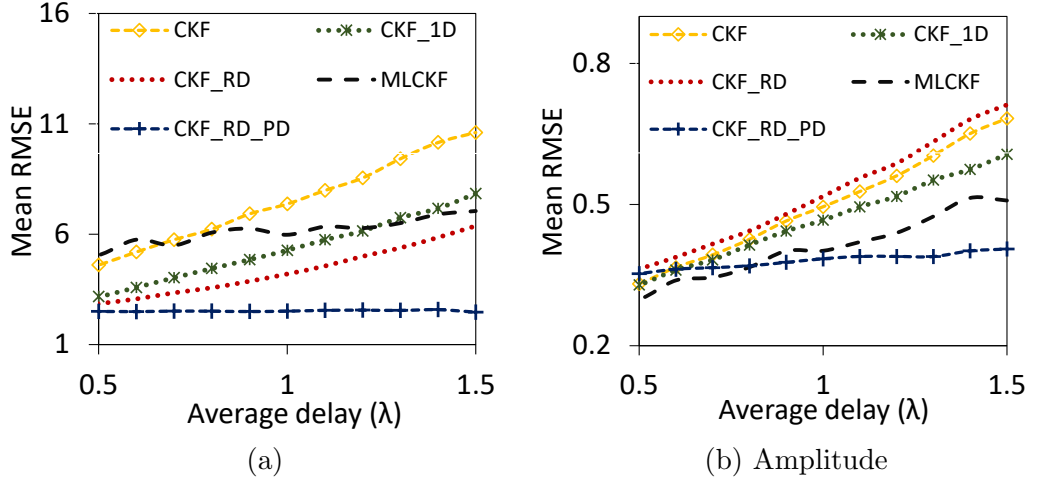 16
11
6
1
Mean RMSE
CKF
CKF_1D
CKF_RD
MLCKF
CKF_RD_PD
0.5
1
1.5
Average delay (λ)
(a)
0.8
0.5
0.2
Mean RMSE
CKF
CKF_1D
CKF_RD
MLCKF
CKF_RD_PD
0.5
1
1.5
Average delay (λ)
(b) Amplitude